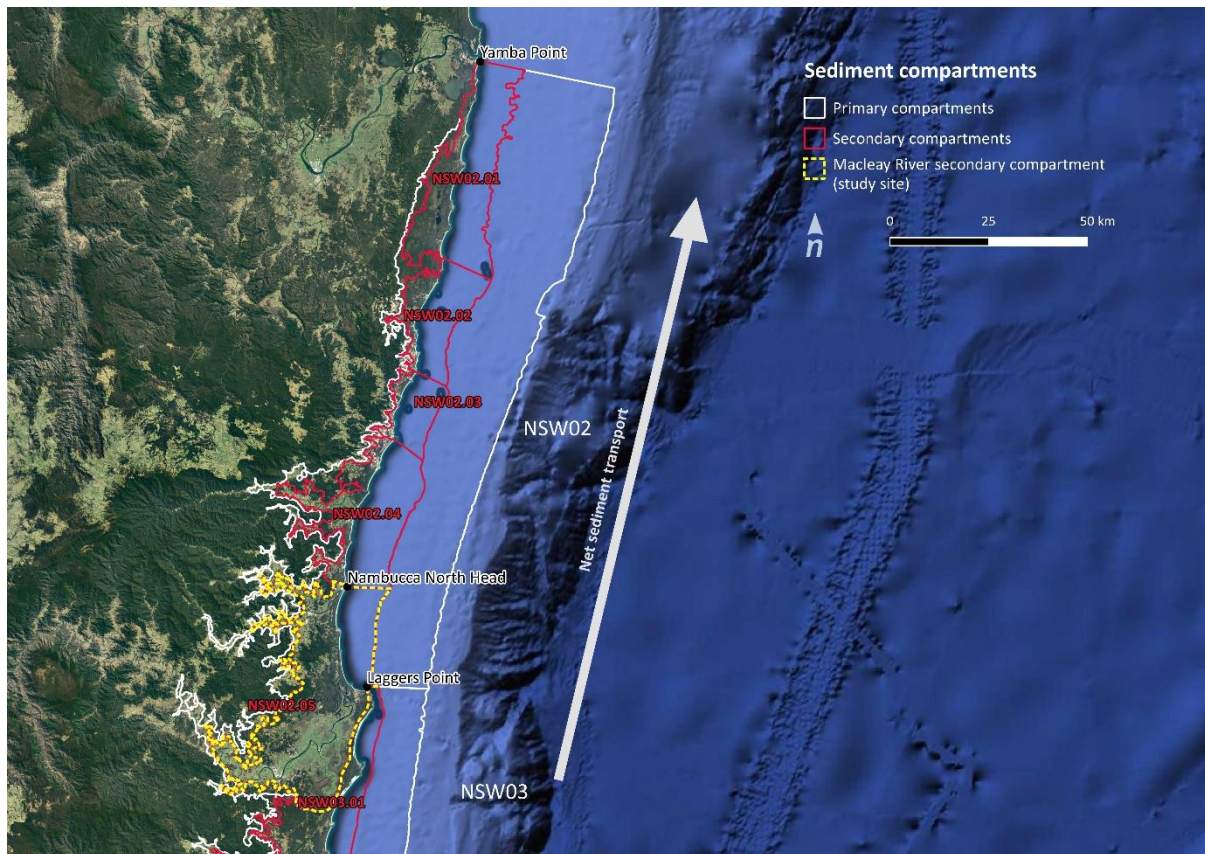 Yamba Point
Sediment compartments
Primary compartments
Secondary compartments
Macleay River secondary compartment
(study site)
n
0 25 50 km
NSW02.01
NSW02.02
NSW02.03
NSW02
Net sediment transport
NSW02.04
Nambucca North Head
Laggers Point
NSW02.05
NSW03
NSW03.01